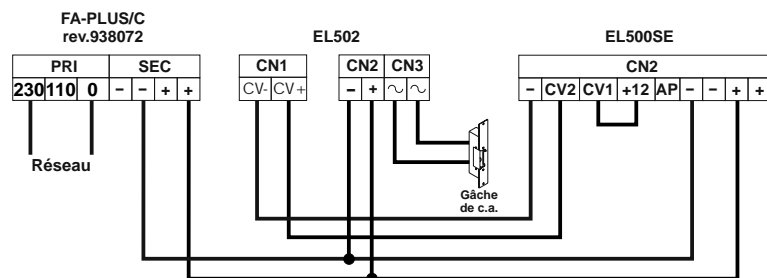 FA-PLUS/C
rev.938072
EL502
EL500SE
PRI SEC
CN1
CN2 CN3
CN2
230 110 0 – – + +
CV- CV+
– + ~ ~
– CV2 CV1 +12 AP – – + +
Réseau
Gâche
de c.a.